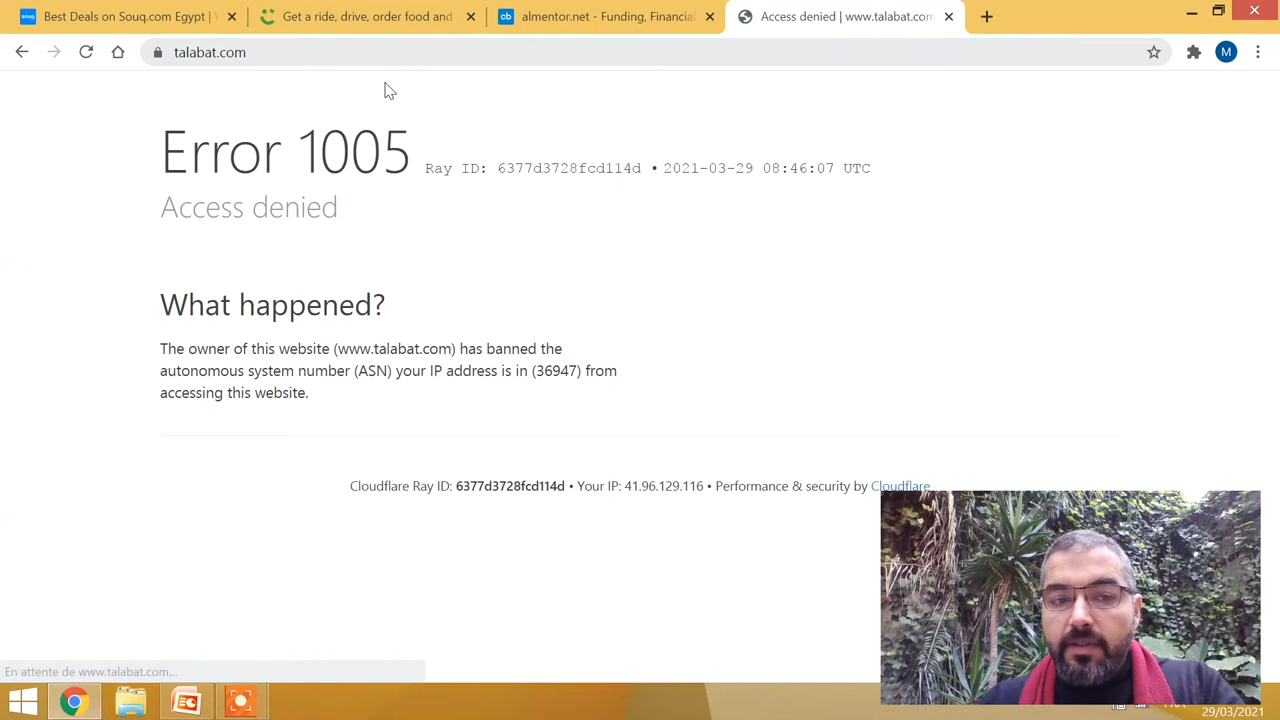 Best Deals on Souq.com Egypt |
Get a ride, drive, order food and
cb
almentor.net - Funding, Financial
Access denied | www.talabat.com
talabat.com
M
Error 1005 Ray ID: 6377d3728fcd114d • 2021-03-29 08:46:07 UTC
Access denied
What happened?
The owner of this website (www.talabat.com) has banned the
autonomous system number (ASN) your IP address is in (36947) from
accessing this website.
Cloudflare Ray ID: 6377d3728fcd114d • Your IP: 41.96.129.116 • Performance & security by Cloudflare
En attente de www.talabat.com...
29/03/2021